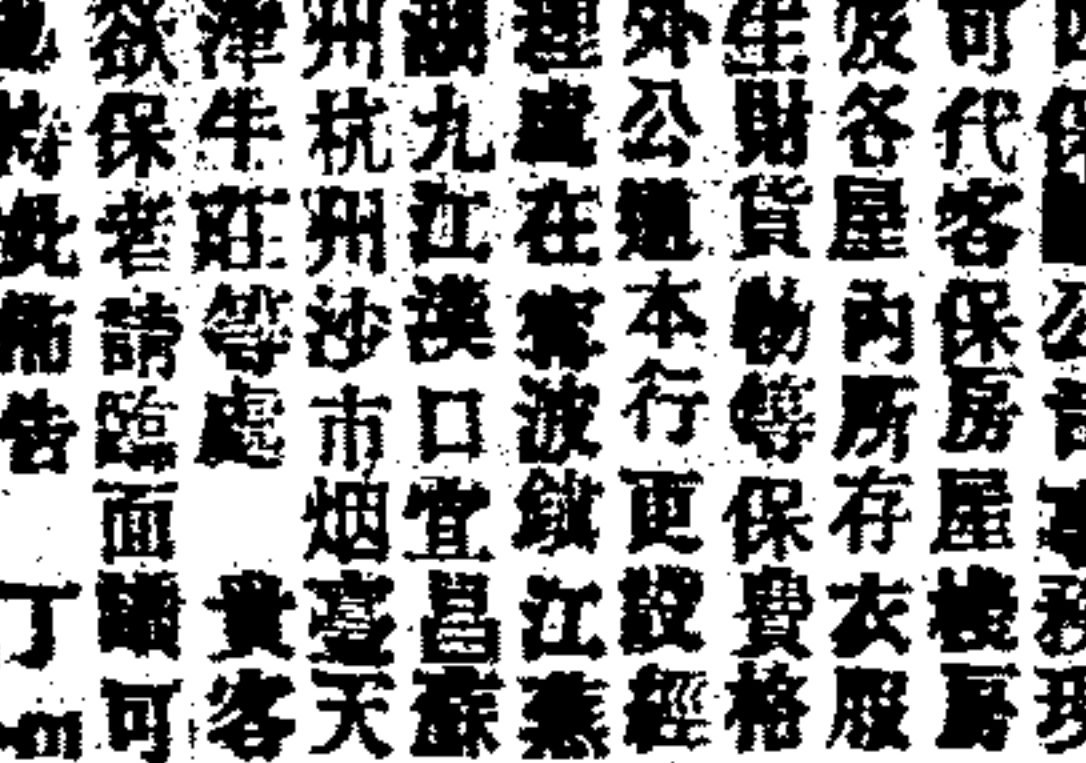 可代客保房屋樓房
及各屋內所存衣服
生財貨物等保費格
外公道本行更設經
理處在寧波鎮江蕪
湖九江漢口宜昌蘇
州杭州沙市烟臺天
津牛莊等處 貴客
欲保者請臨面可
也特此佈告 丁